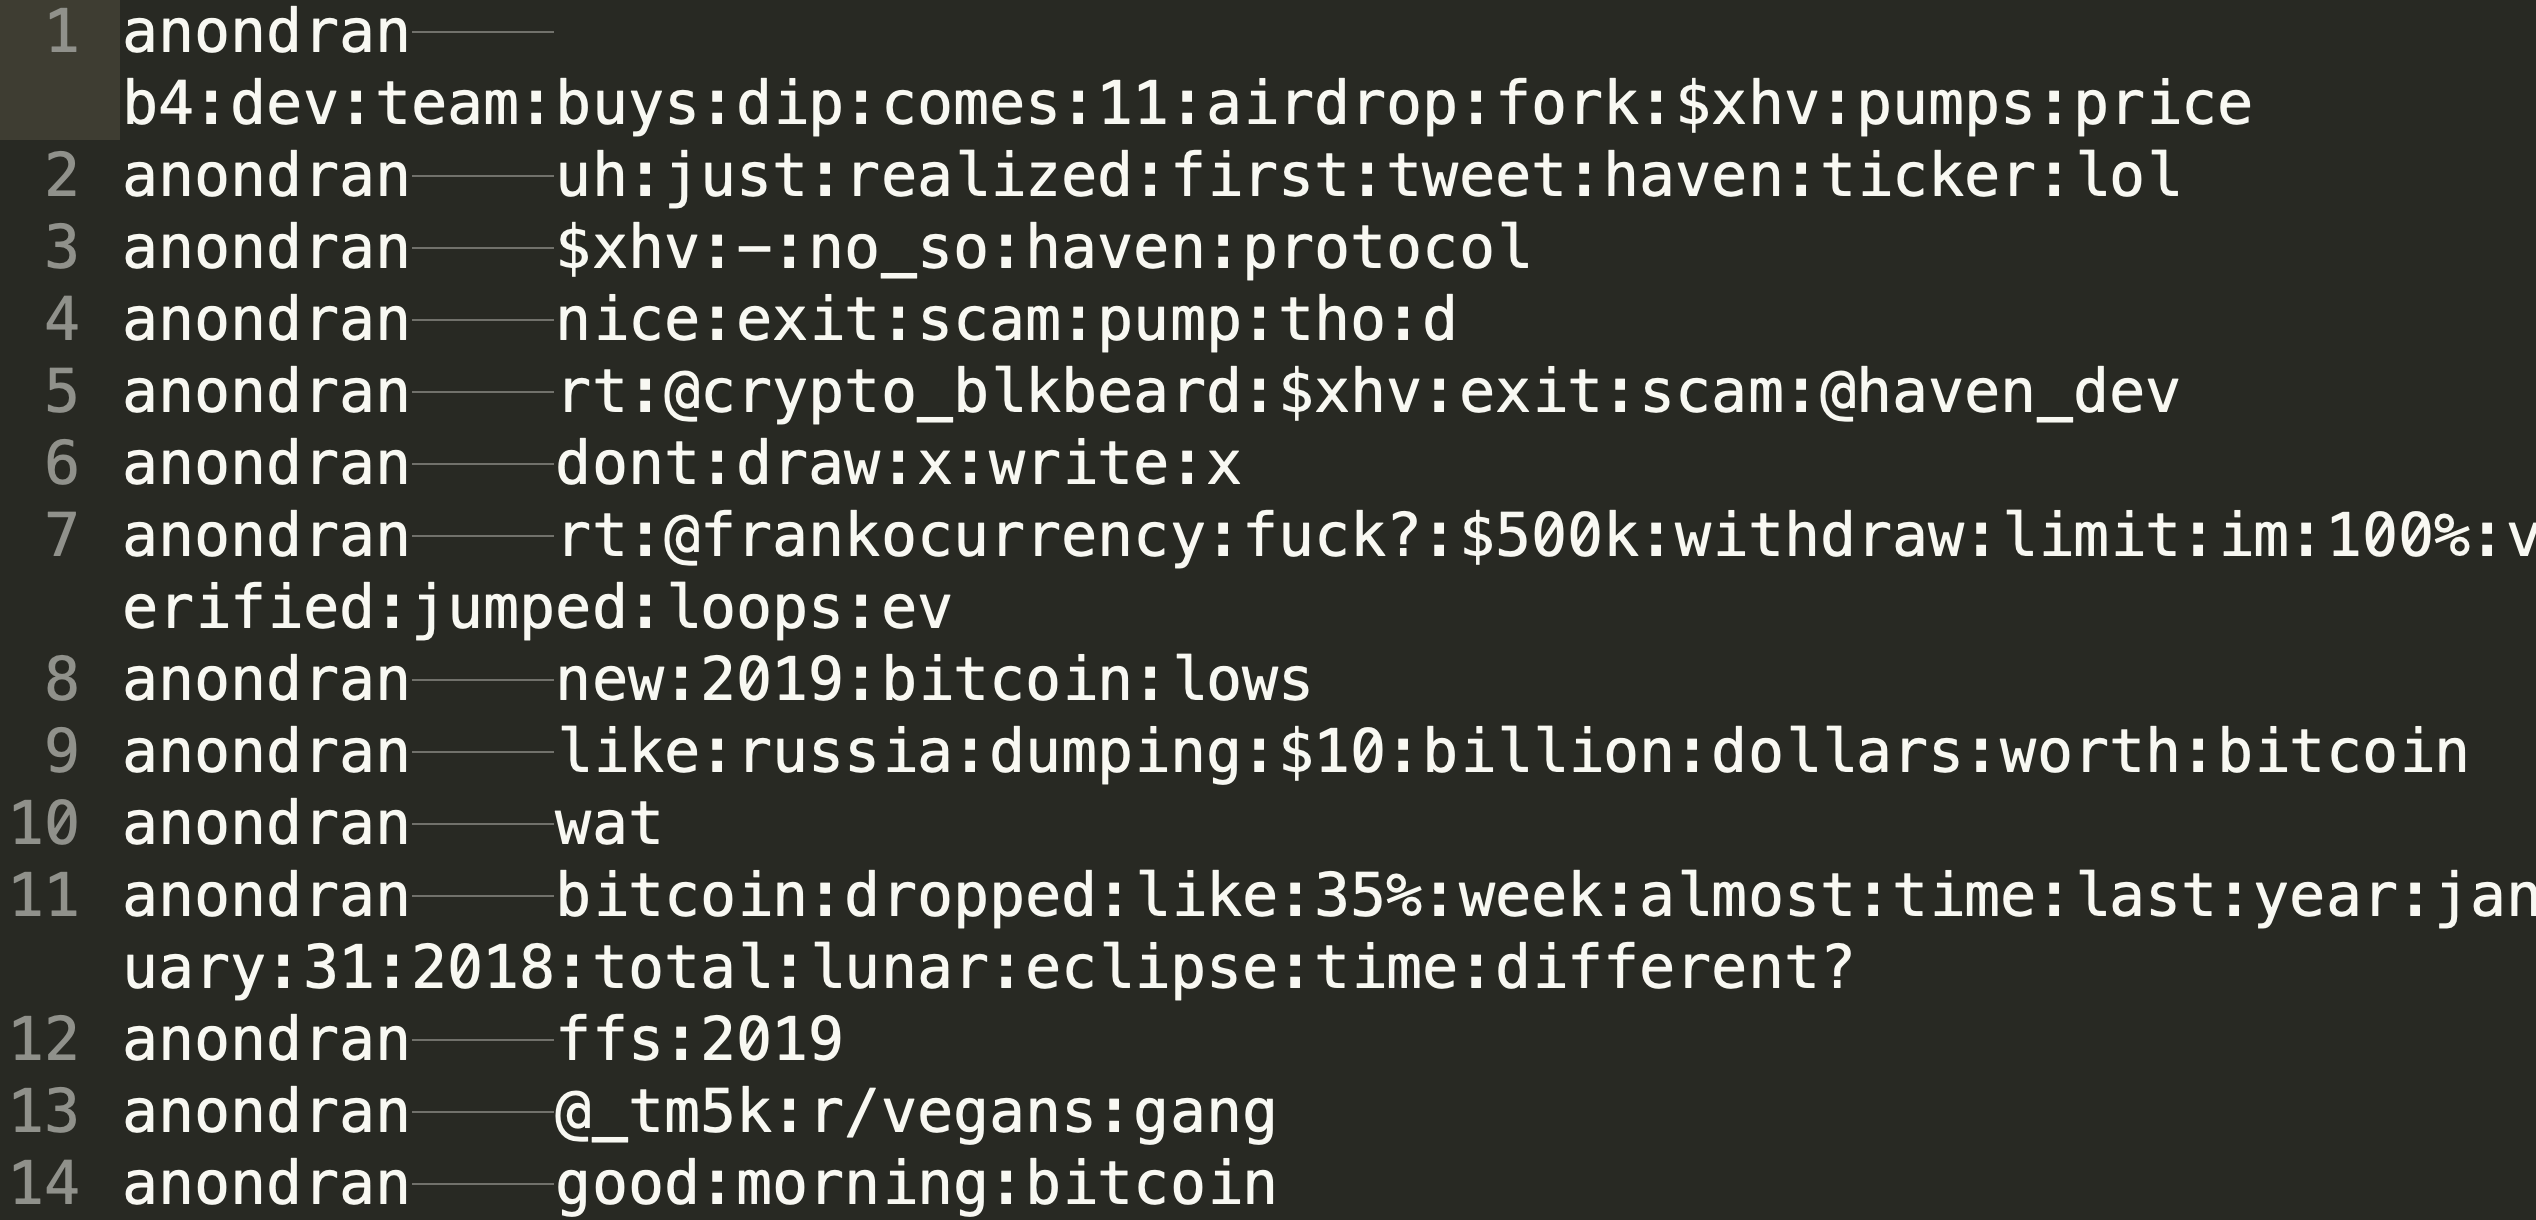 1 anondran
b4:dev:team:buys:dip:comes:11:airdrop:fork:$xhv:pumps:price
2 anondran uh:just:realized:first:tweet:haven:ticker:lol
3 anondran $xhv:-:no_so:haven:protocol
4 anondran nice:exit:scam:pump:tho:d
5 anondran rt:@crypto_blkbeard:$xhv:exit:scam:@haven_dev
6 anondran dont:draw:x:write:x
7 anondran rt:@frankocurrency:fuck?:$500k:withdraw:limit:im:100%:v
erified:jumped:loops:ev
8 anondran new:2019:bitcoin:lows
9 anondran like:russia:dumping:$10:billion:dollars:worth:bitcoin
10 anondran wat
11 anondran bitcoin:dropped:like:35%:week:almost:time:last:year:jan
uary:31:2018:total:lunar:eclipse:time:different?
12 anondran ffs:2019
13 anondran @_tm5k:r/vegans:gang
14 anondran good:morning:bitcoin